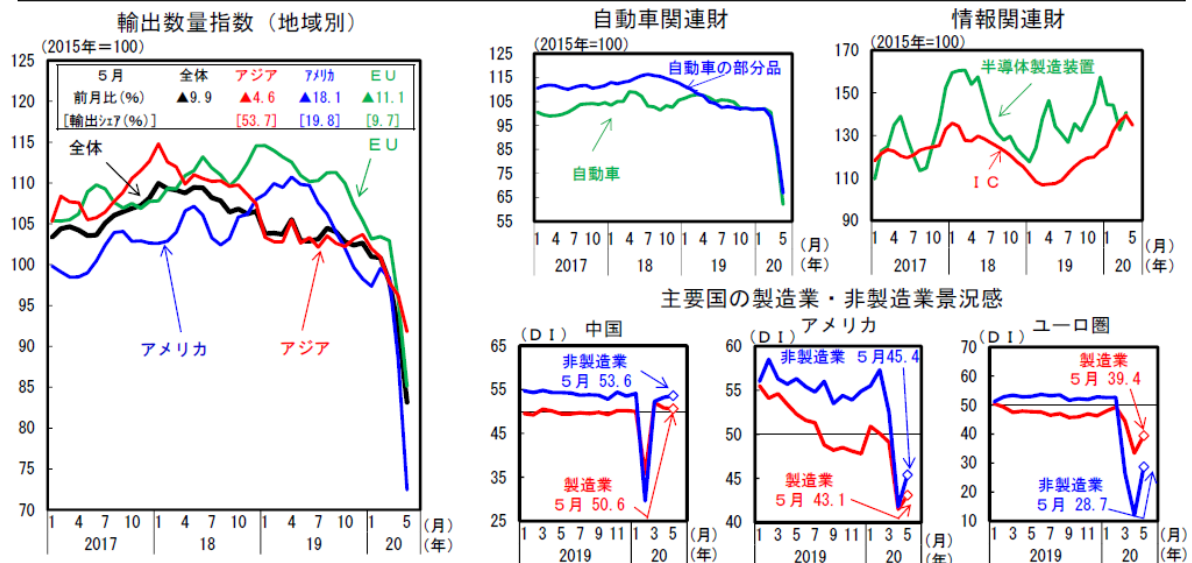 輸出数量指数（地域別）
(2015年＝100)
125
120
115
110
105
100
95
90
85
80
75
70
５月 全体 アジア アメリカ ＥＵ
前月比(%) ▲9.9 ▲4.6 ▲18.1 ▲11.1
[輸出シェア(%)] [53.7] [19.8] [9.7]
全体
ＥＵ
アメリカ
アジア
1 4 7 10 1 4 7 10 1 4 7 10 1 5 (月)
2017 18 19 20 (年)
自動車関連財
(2015年=100)
125
115
105
95
85
75
65
55
自動車の部分品
自動車
1 4 7 10 1 4 7 10 1 4 7 10 1 5 (月)
2017 18 19 20 (年)
情報関連財
(2015年=100)
170
150
130
110
90
半導体製造装置
ＩＣ
1 4 7 10 1 4 7 10 1 4 7 10 1 5 (月)
2017 18 19 20 (年)
主要国の製造業・非製造業景況感
(ＤＩ) 中国
65
55
45
35
25
非製造業
５月 53.6
製造業
５月 50.6
1 3 5 7 9 11 1 3 5 (月)
2019 20 (年)
(ＤＩ) アメリカ
60
55
50
45
40
非製造業 ５月45.4
製造業
５月 43.1
1 3 5 7 9 11 1 3 5 (月)
2019 20 (年)
(ＤＩ) ユーロ圏
70
60
50
40
30
20
10
製造業
５月 39.4
非製造業
５月 28.7
1 3 5 7 9 11 1 3 5 (月)
2019 20 (年)